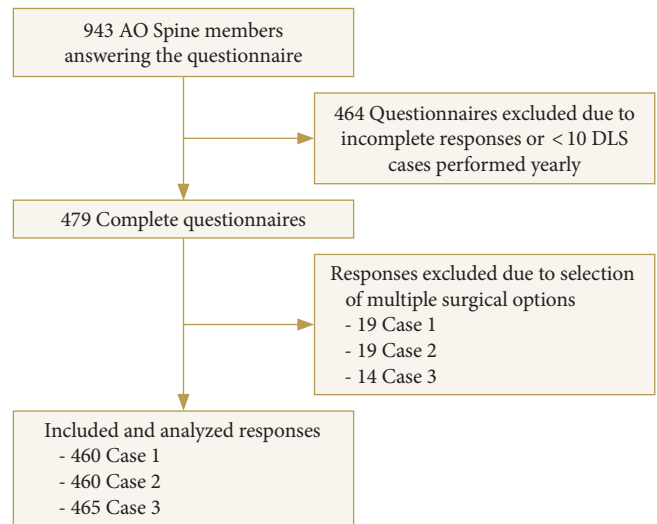 943 AO Spine members
answering the questionnaire
464 Questionnaires excluded due to
incomplete responses or < 10 DLS
cases performed yearly
479 Complete questionnaires
Responses excluded due to selection
of multiple surgical options
- 19 Case 1
- 19 Case 2
- 14 Case 3
Included and analyzed responses
- 460 Case 1
- 460 Case 2
- 465 Case 3